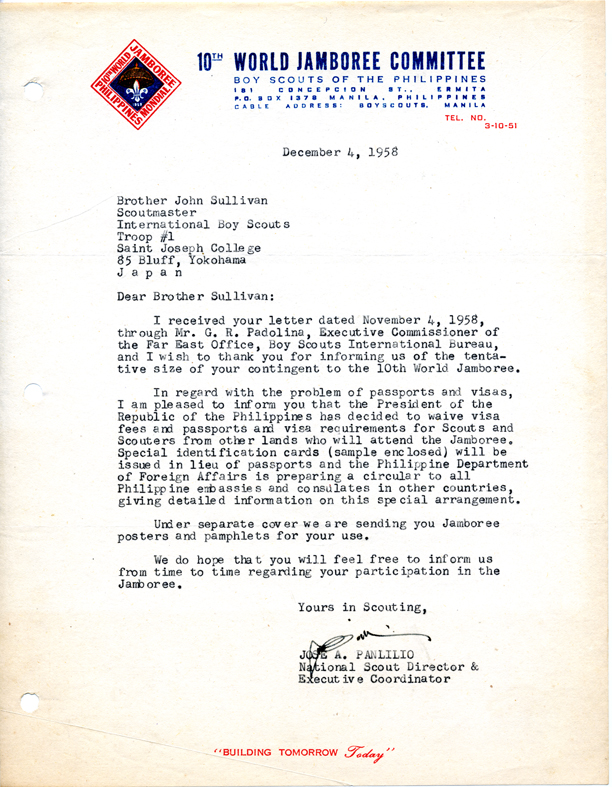 10TH WORLD
JAMBOREE
PHILIPPINES
MONDIAL
10TH WORLD JAMBOREE COMMITTEE
BOY SCOUTS OF THE PHILIPPINES
181 CONCEPCION ST., ERMITA
P.O. BOX 1378 MANILA, PHILIPPINES
CABLE ADDRESS: BOYSCOUTS, MANILA
TEL. NO.
3-10-51
December 4, 1958
Brother John Sullivan
Scoutmaster
International Boy Scouts
Troop #1
Saint Joseph College
85 Bluff, Yokohama
J a p a n
Dear Brother Sullivan:
I received your letter dated November 4, 1958,
through Mr. G. R. Padolina, Executive Commissioner of
the Far East Office, Boy Scouts International Bureau,
and I wish to thank you for informing us of the tenta-
tive size of your contingent to the 10th World Jamboree.
In regard with the problem of passports and visas,
I am pleased to inform you that the President of the
Republic of the Philippines has decided to waive visa
fees and passports and visa requirements for Scouts and
Scouters from other lands who will attend the Jamboree.
Special identification cards (sample enclosed) will be
issued in lieu of passports and the Philippine Department
of Foreign Affairs is preparing a circular to all
Philippine embassies and consulates in other countries,
giving detailed information on this special arrangement.
Under separate cover we are sending you Jamboree
posters and pamphlets for your use.
We do hope that you will feel free to inform us
from time to time regarding your participation in the
Jamboree.
Yours in Scouting,
JOSE A. PANLILIO
National Scout Director &
Executive Coordinator
"BUILDING TOMORROW Today"